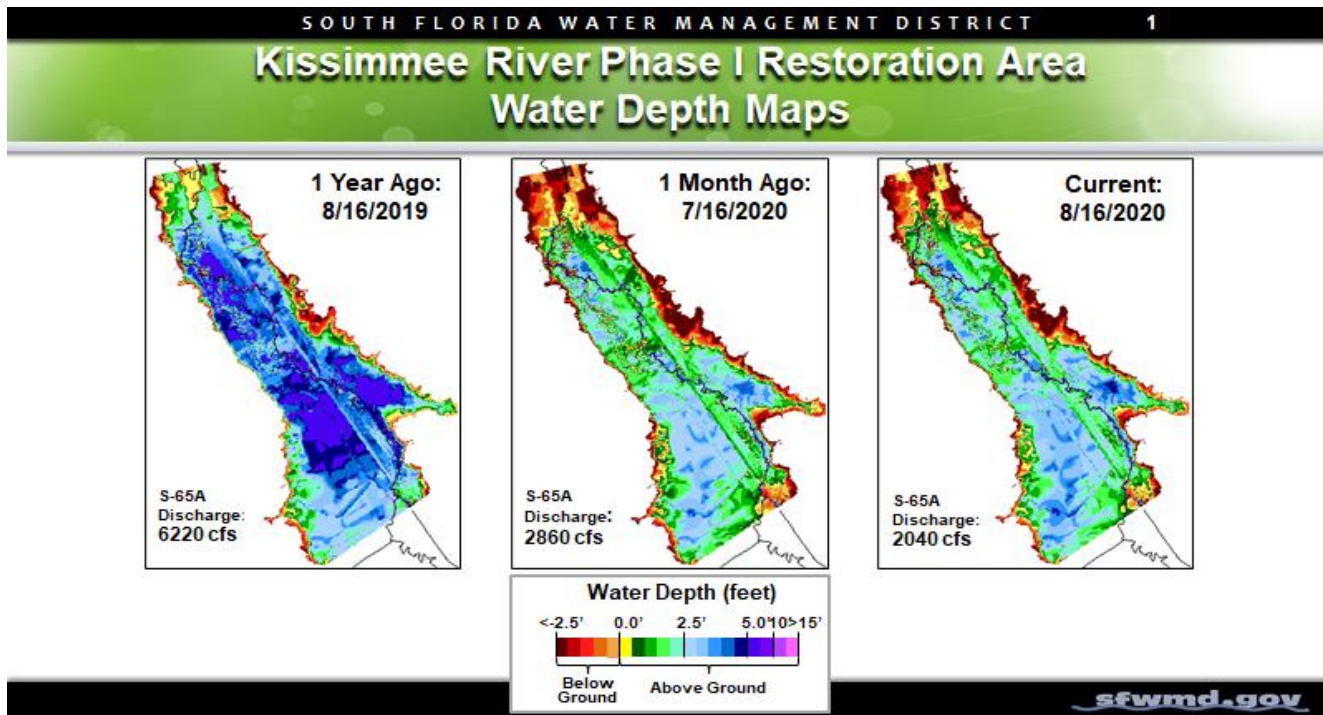 SOUTH FLORIDA WATER MANAGEMENT DISTRICT 1
Kissimmee River Phase I Restoration Area
Water Depth Maps
1 Year Ago:
8/16/2019
S-65A
Discharge:
6220 cfs
1 Month Ago:
7/16/2020
S-65A
Discharge:
2860 cfs
Current:
8/16/2020
S-65A
Discharge:
2040 cfs
Water Depth (feet)
<-2.5' 0.0' 2.5' 5.0'10>15'
Below
Ground
Above Ground
sfwmd.gov